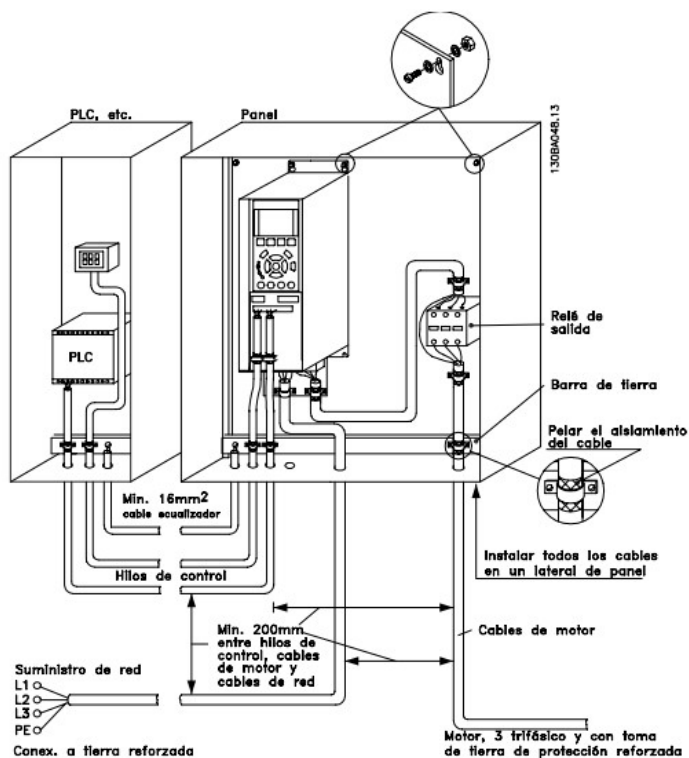 PLC, etc.
Panel
130BA048.13
PLC
Relé de
salida
Barra de tierra
Pelar el aislamiento
del cable
Min. 16mm2
cable ecualizador
Hilos de control
Instalar todos los cables
en un lateral de panel
Min. 200mm
entre hilos de
control, cables
de motor y
cables de red
Cables de motor
Suministro de red
L1
L2
L3
PE
Conex. a tierra reforzada
Motor, 3 trifásico y con toma
de tierra de protección reforzada